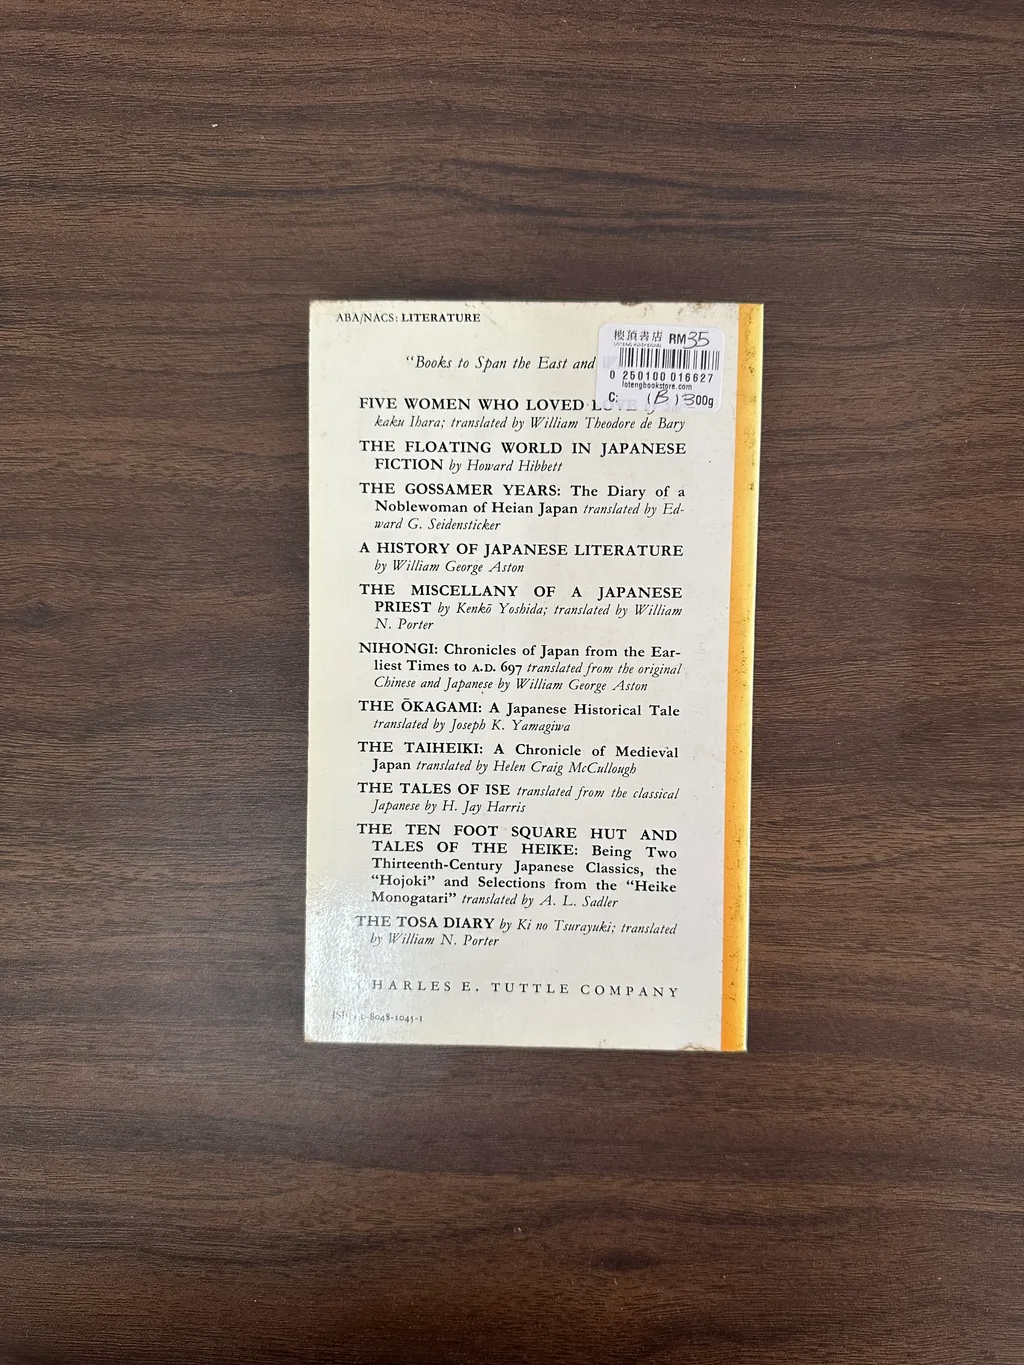 ABA/NACS: LITERATURE
樓頂書店 RM35
0 250100 016627
lotengbookstore.com
C: (B) 300g
"Books to Span the East and
FIVE WOMEN WHO LOVED LOVE by Sai-
kaku Ihara; translated by William Theodore de Bary
THE FLOATING WORLD IN JAPANESE
FICTION by Howard Hibbett
THE GOSSAMER YEARS: The Diary of a
Noblewoman of Heian Japan translated by Ed-
ward G. Seidensticker
A HISTORY OF JAPANESE LITERATURE
by William George Aston
THE MISCELLANY OF A JAPANESE
PRIEST by Kenkō Yoshida; translated by William
N. Porter
NIHONGI: Chronicles of Japan from the Ear-
liest Times to A.D. 697 translated from the original
Chinese and Japanese by William George Aston
THE ŌKAGAMI: A Japanese Historical Tale
translated by Joseph K. Yamagiwa
THE TAIHEIKI: A Chronicle of Medieval
Japan translated by Helen Craig McCullough
THE TALES OF ISE translated from the classical
Japanese by H. Jay Harris
THE TEN FOOT SQUARE HUT AND
TALES OF THE HEIKE: Being Two
Thirteenth-Century Japanese Classics, the
"Hojoki" and Selections from the "Heike
Monogatari" translated by A. L. Sadler
THE TOSA DIARY by Ki no Tsurayuki; translated
by William N. Porter
CHARLES E. TUTTLE COMPANY
ISBN 0-8048-1045-1